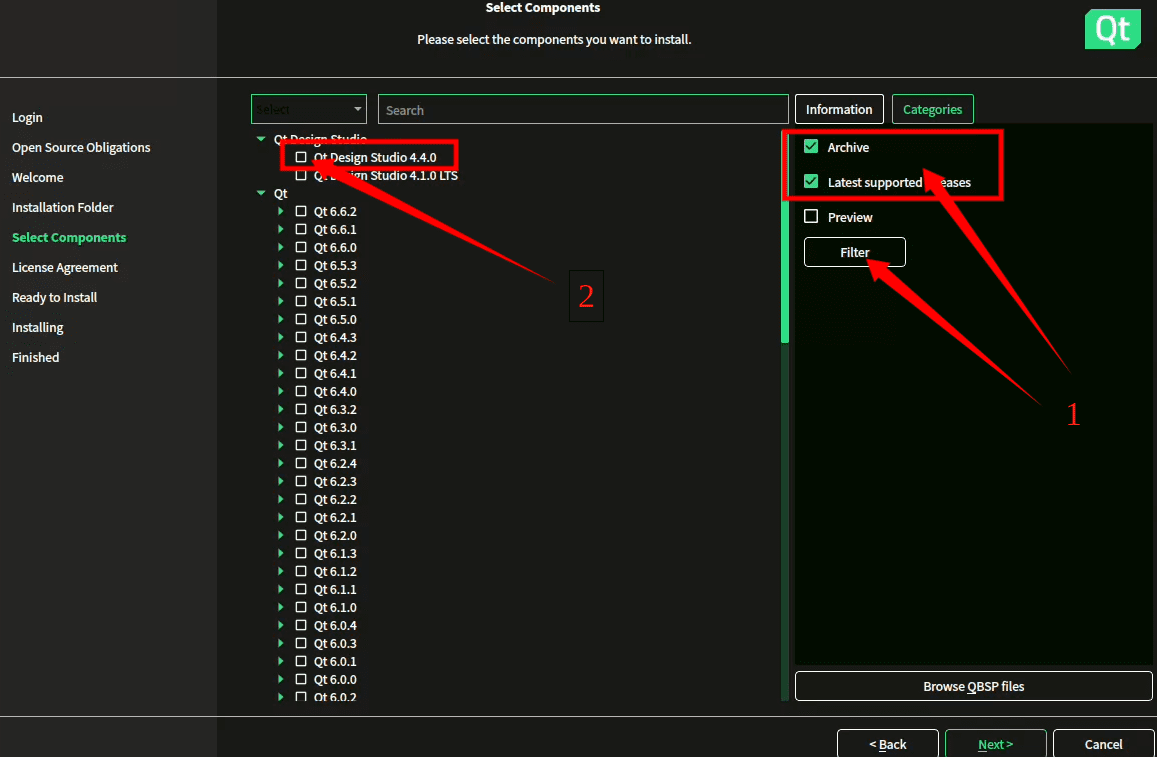 Select Components
Please select the components you want to install.
Qt
Login
Open Source Obligations
Welcome
Installation Folder
Select Components
License Agreement
Ready to Install
Installing
Finished
Select
Search
Qt Design Studio
Qt Design Studio 4.4.0
Qt Design Studio 4.1.0 LTS
Qt
Qt 6.6.2
Qt 6.6.1
Qt 6.6.0
Qt 6.5.3
Qt 6.5.2
Qt 6.5.1
Qt 6.5.0
Qt 6.4.3
Qt 6.4.2
Qt 6.4.1
Qt 6.4.0
Qt 6.3.2
Qt 6.3.0
Qt 6.3.1
Qt 6.2.4
Qt 6.2.3
Qt 6.2.2
Qt 6.2.1
Qt 6.2.0
Qt 6.1.3
Qt 6.1.2
Qt 6.1.1
Qt 6.1.0
Qt 6.0.4
Qt 6.0.3
Qt 6.0.1
Qt 6.0.0
Qt 6.0.2
2
Information
Categories
Archive
Latest supported releases
Preview
Filter
1
Browse QBSP files
< Back
Next >
Cancel